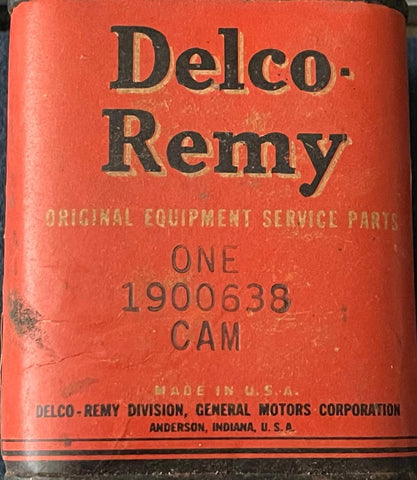 Delco-
Remy
ORIGINAL EQUIPMENT SERVICE PARTS
ONE
1900638
CAM
MADE IN U.S.A.
DELCO-REMY DIVISION, GENERAL MOTORS CORPORATION
ANDERSON, INDIANA, U. S. A.